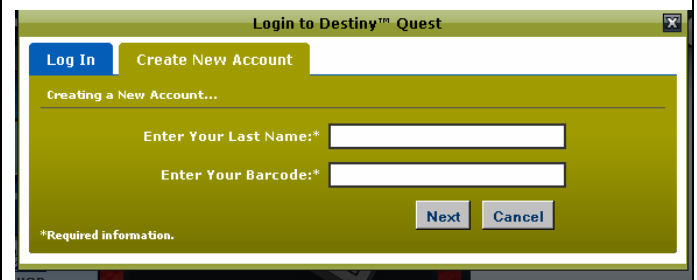 Login to Destiny™ Quest
Log In
Create New Account
Creating a New Account...
Enter Your Last Name:*
Enter Your Barcode:*
Next
Cancel
*Required information.